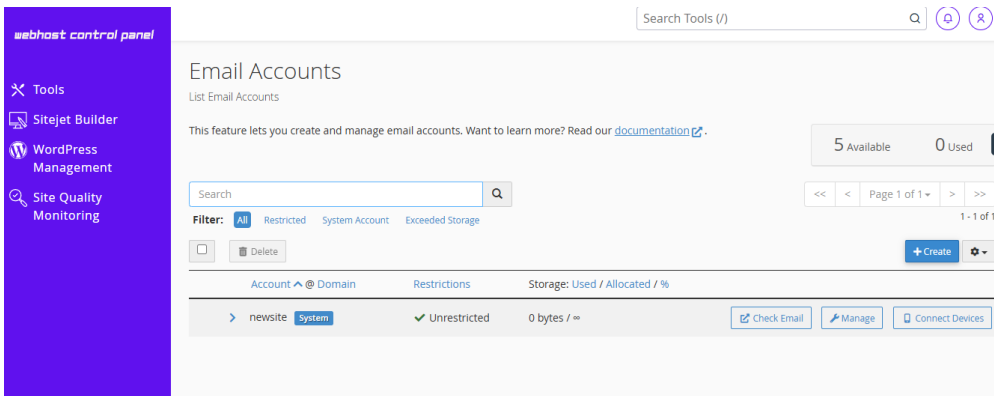 webhost control panel
Search Tools (/)
Tools
Sitejet Builder
WordPress
Management
Site Quality
Monitoring
Email Accounts
List Email Accounts
This feature lets you create and manage email accounts. Want to learn more? Read our documentation.
5 Available 0 Used
Search
<< < Page 1 of 1 > >>
Filter: All Restricted System Account Exceeded Storage
1 - 1 of 1
Delete
+ Create
Account @ Domain Restrictions Storage: Used / Allocated / %
newsite System Unrestricted 0 bytes / ∞ Check Email Manage Connect Devices